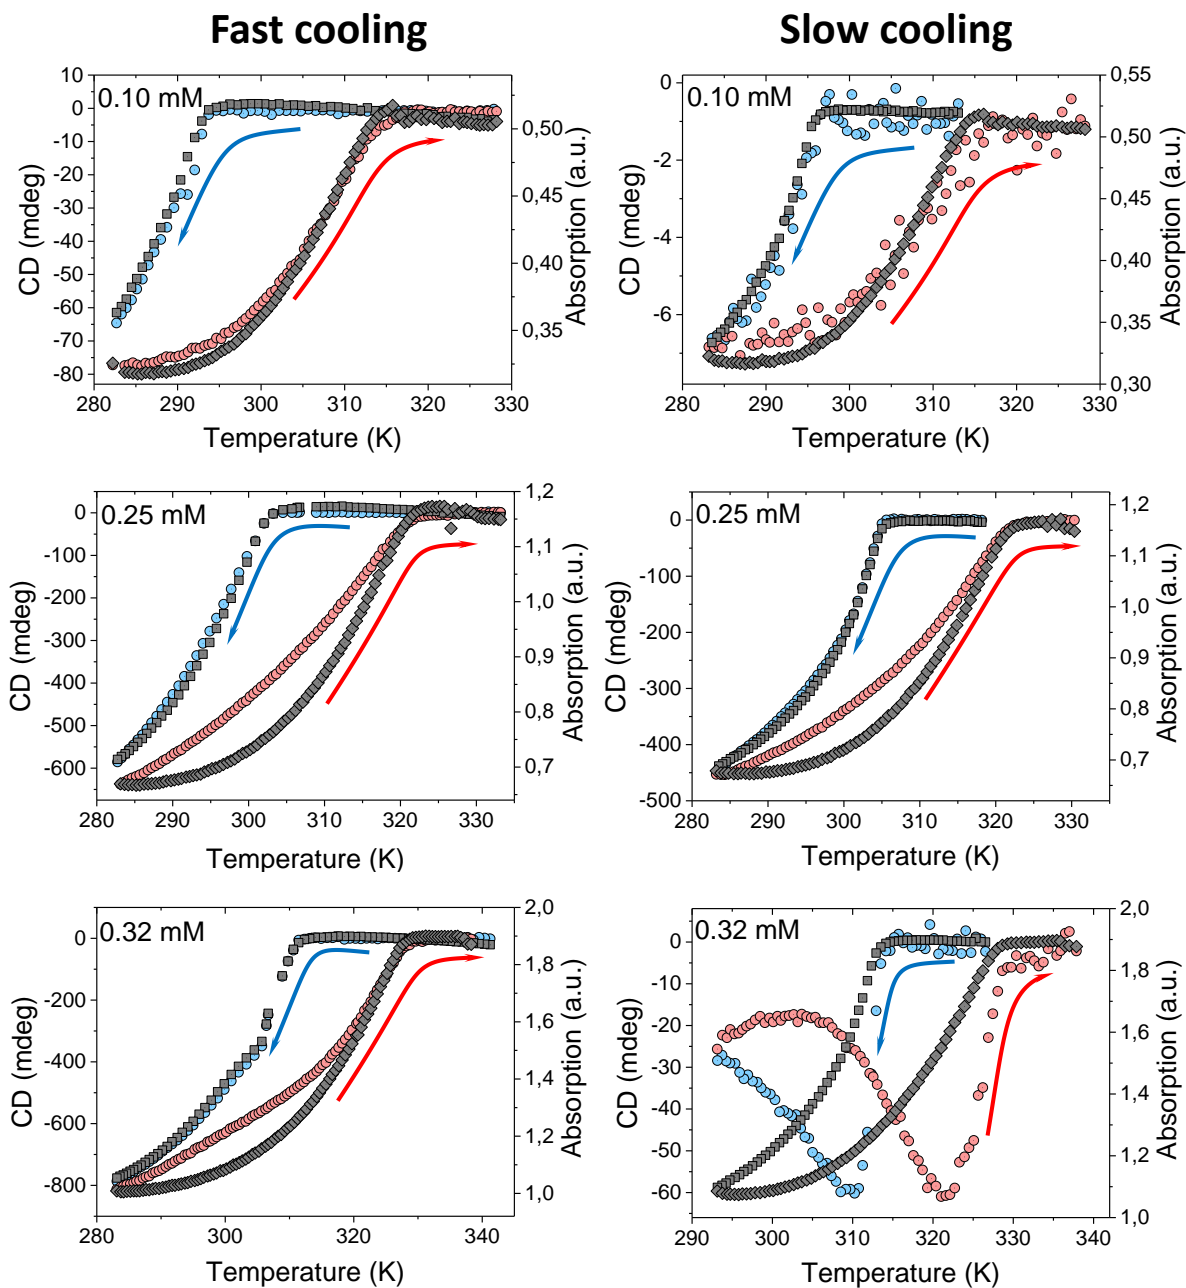 Fast cooling
Slow cooling
0.10 mM
10
0
-10
-20
-30
-40
-50
-60
-70
-80
CD (mdeg)
0,50
0,45
0,40
0,35
Absorption (a.u.)
280 290 300 310 320 330
Temperature (K)
0.10 mM
0
-2
-4
-6
CD (mdeg)
0,55
0,50
0,45
0,40
0,35
0,30
Absorption (a.u.)
280 290 300 310 320 330
Temperature (K)
0.25 mM
0
-100
-200
-300
-400
-500
-600
CD (mdeg)
1,2
1,1
1,0
0,9
0,8
0,7
Absorption (a.u.)
280 290 300 310 320 330
Temperature (K)
0.25 mM
0
-100
-200
-300
-400
-500
CD (mdeg)
1,2
1,1
1,0
0,9
0,8
0,7
Absorption (a.u.)
280 290 300 310 320 330
Temperature (K)
0.32 mM
0
-200
-400
-600
-800
CD (mdeg)
2,0
1,8
1,6
1,4
1,2
1,0
Absorption (a.u.)
280 300 320 340
Temperature (K)
0.32 mM
0
-10
-20
-30
-40
-50
-60
CD (mdeg)
2,0
1,8
1,6
1,4
1,2
1,0
Absorption (a.u.)
290 300 310 320 330 340
Temperature (K)